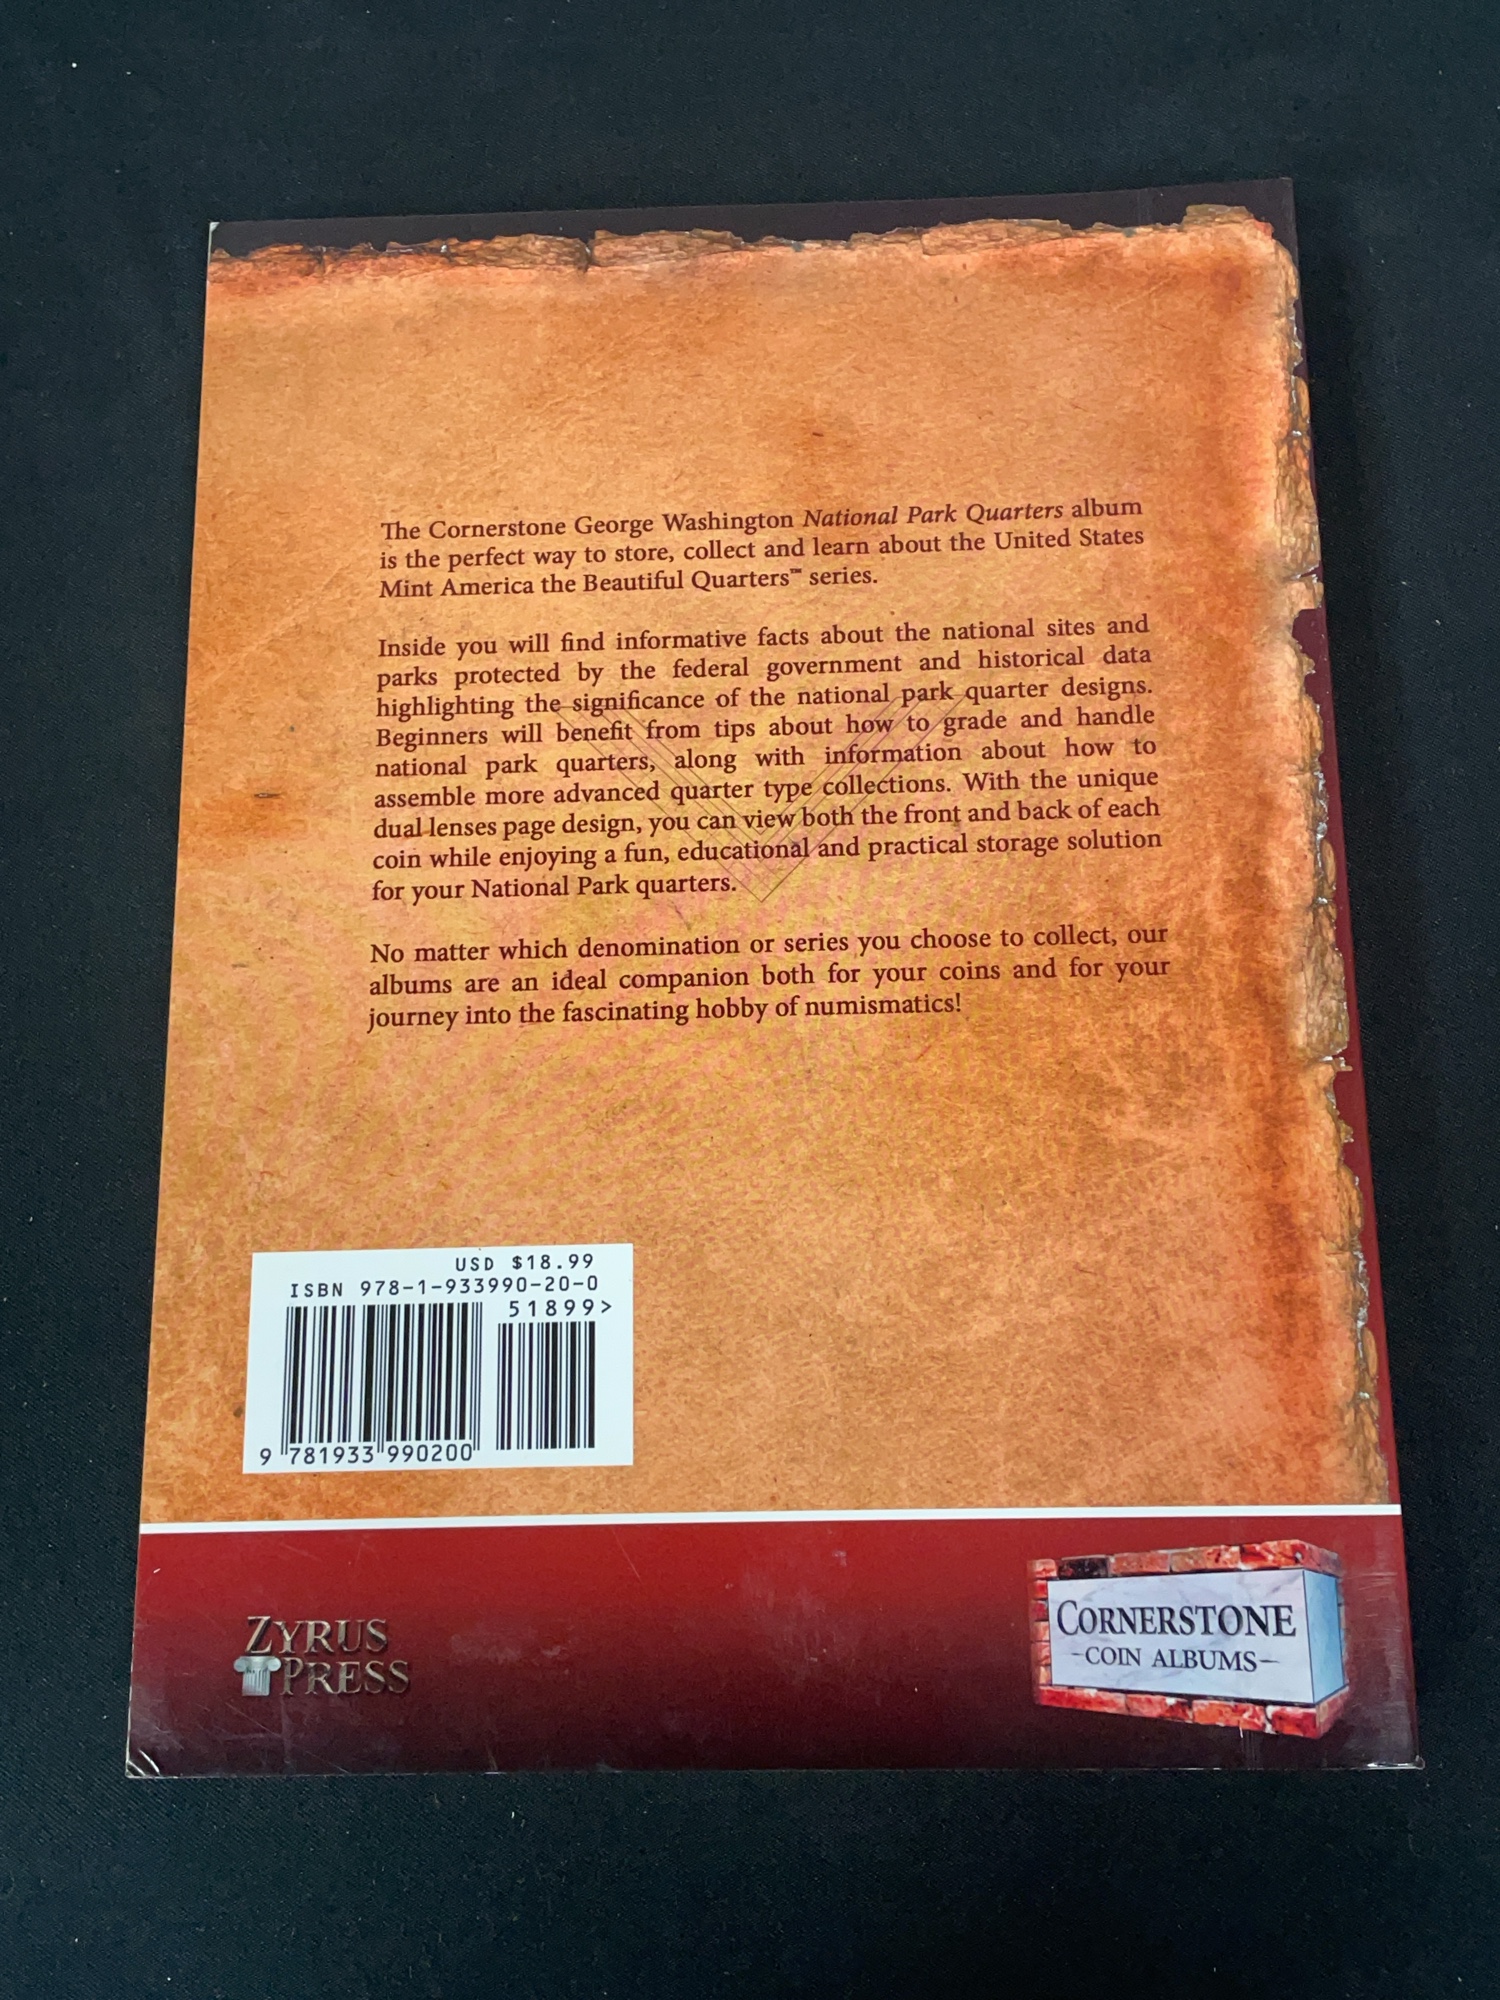 The Cornerstone George Washington National Park Quarters album
is the perfect way to store, collect and learn about the United States
Mint America the Beautiful Quarters™ series.
Inside you will find informative facts about the national sites and
parks protected by the federal government and historical data
highlighting the significance of the national park quarter designs.
Beginners will benefit from tips about how to grade and handle
national park quarters, along with information about how to
assemble more advanced quarter type collections. With the unique
dual lenses page design, you can view both the front and back of each
coin while enjoying a fun, educational and practical storage solution
for your National Park quarters.
No matter which denomination or series you choose to collect, our
albums are an ideal companion both for your coins and for your
journey into the fascinating hobby of numismatics!
USD $18.99
ISBN 978-1-933990-20-0
51899>
9 781933 990200
ZYRUS
PRESS
CORNERSTONE
-COIN ALBUMS-